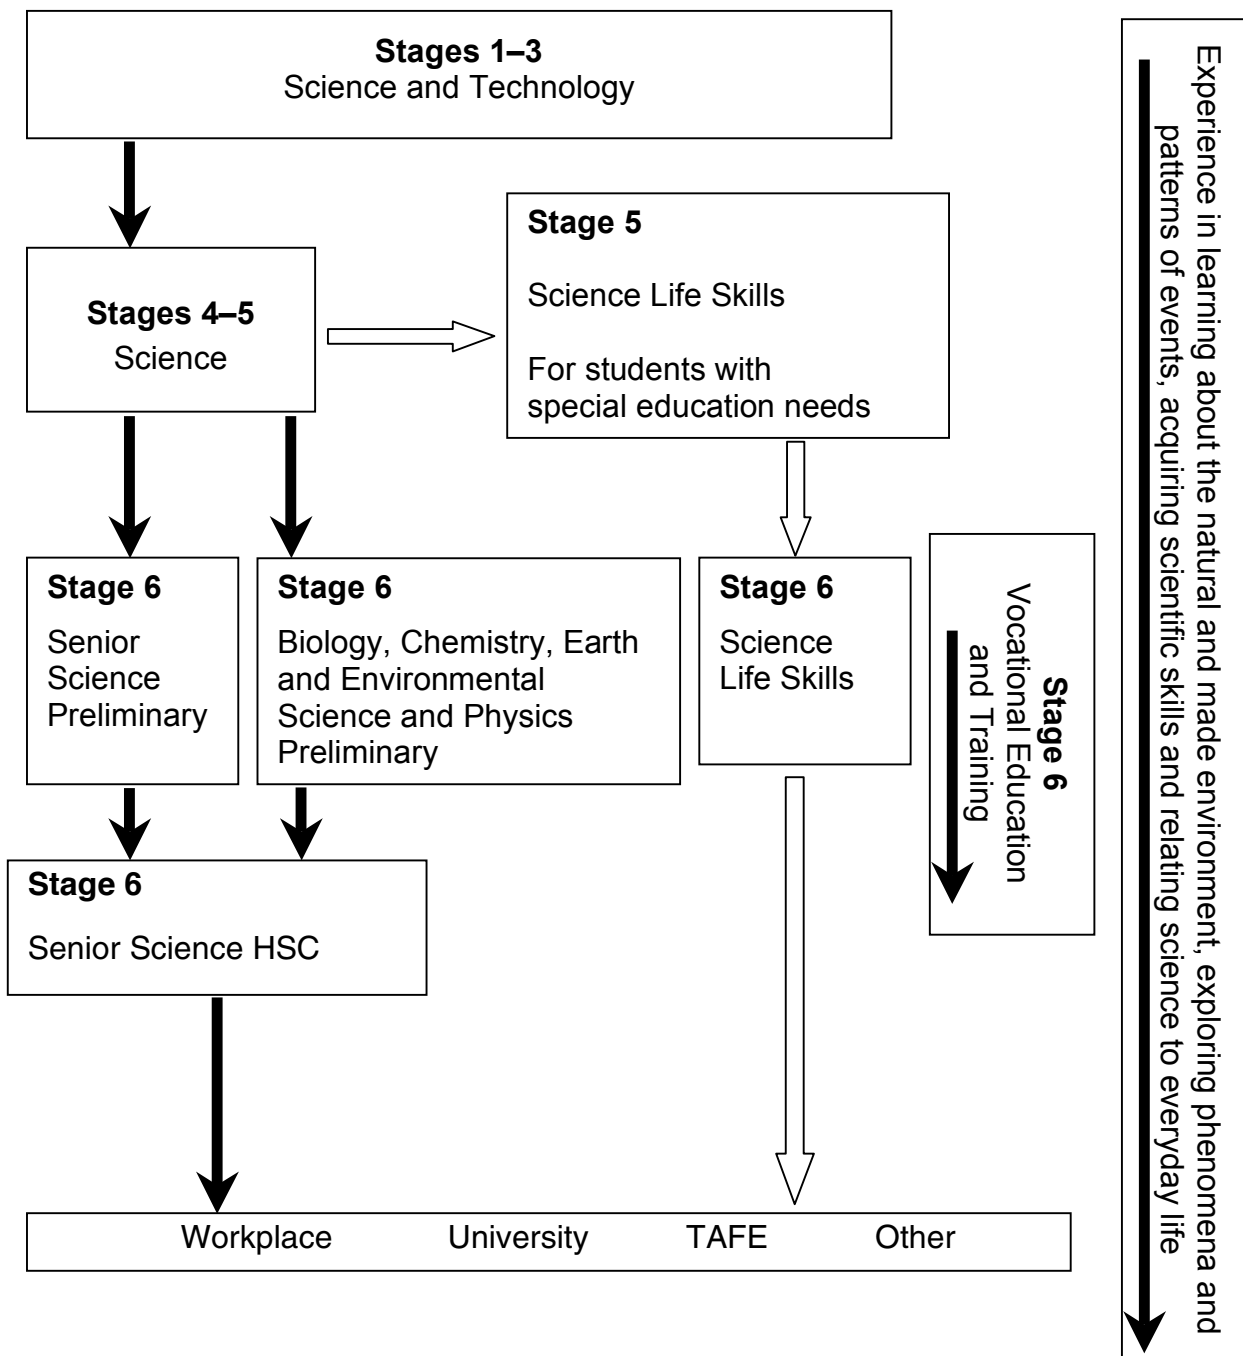 Stages 1–3
Science and Technology
Stages 4–5
Science
Stage 5
Science Life Skills
For students with
special education needs
Stage 6
Senior
Science
Preliminary
Stage 6
Biology, Chemistry, Earth
and Environmental
Science and Physics
Preliminary
Stage 6
Science
Life Skills
Stage 6
Vocational Education
and Training
Stage 6
Senior Science HSC
Workplace University TAFE Other
Experience in learning about the natural and made environment, exploring phenomena and
patterns of events, acquiring scientific skills and relating science to everyday life